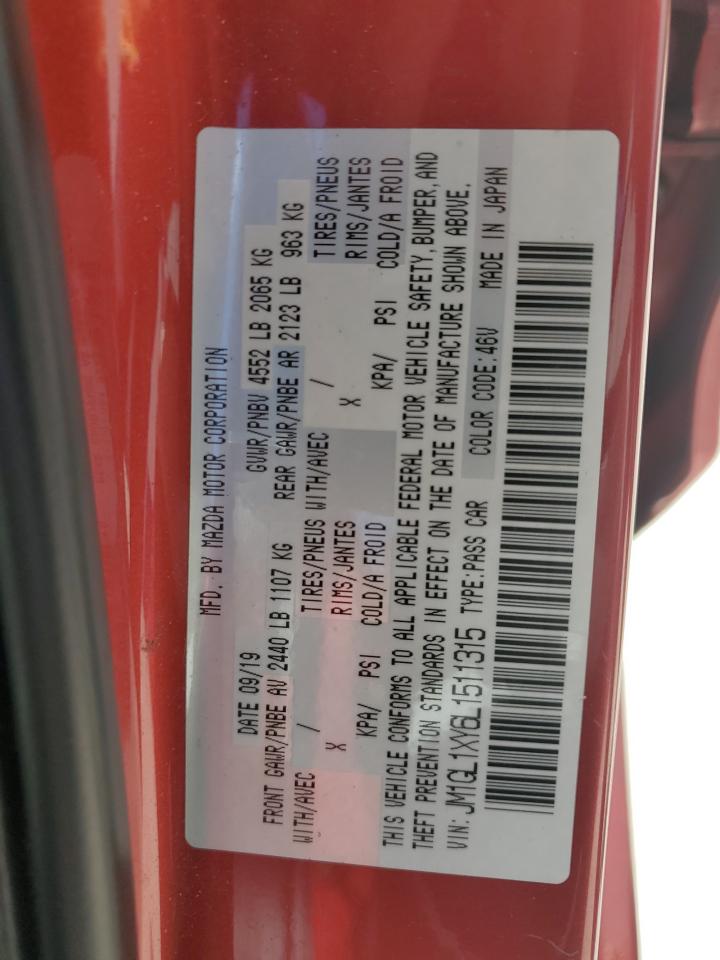 MFD. BY MAZDA MOTOR CORPORATION
DATE 09/19 GVWR/PNBV 4552 LB 2065 KG
FRONT GAWR/PNBE AV 2440 LB 1107 KG REAR GAWR/PNBE AR 2123 LB 963 KG
WITH/AVEC / TIRES/PNEUS WITH/AVEC / TIRES/PNEUS
X RIMS/JANTES X RIMS/JANTES
KPA/ PSI COLD/A FROID KPA/ PSI COLD/A FROID
THIS VEHICLE CONFORMS TO ALL APPLICABLE FEDERAL MOTOR VEHICLE SAFETY, BUMPER, AND
THEFT PREVENTION STANDARDS IN EFFECT ON THE DATE OF MANUFACTURE SHOWN ABOVE.
VIN: JM1GL1XY6L1511315 TYPE:PASS CAR COLOR CODE:46V MADE IN JAPAN